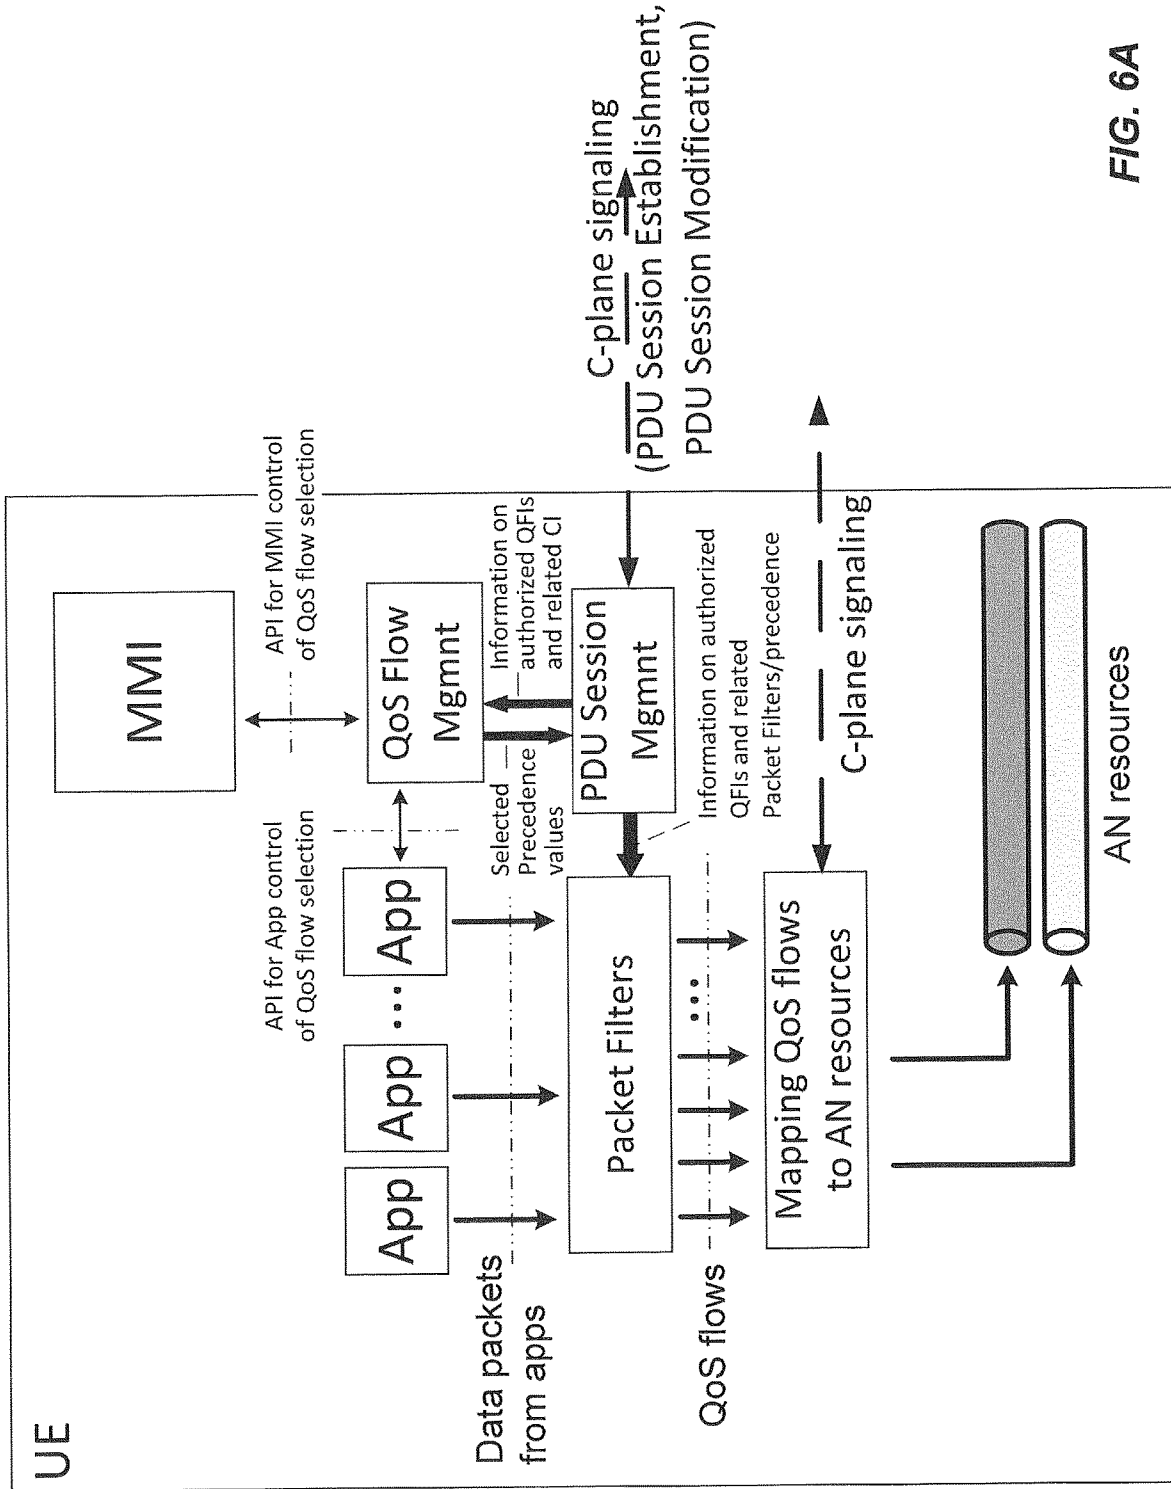 UE
MMI
API for App control
of QoS flow selection
API for MMI control
of QoS flow selection
App
App
...
App
QoS Flow
Mgmnt
Data packets
from apps
Selected
Precedence
values
Information on
authorized QFIs
and related CI
C-plane signaling
(PDU Session Establishment,
PDU Session Modification)
Packet Filters
PDU Session
Mgmnt
QoS flows
...
Information on authorized
QFIs and related
Packet Filters/precedence
Mapping QoS flows
to AN resources
C-plane signaling
AN resources
FIG. 6A